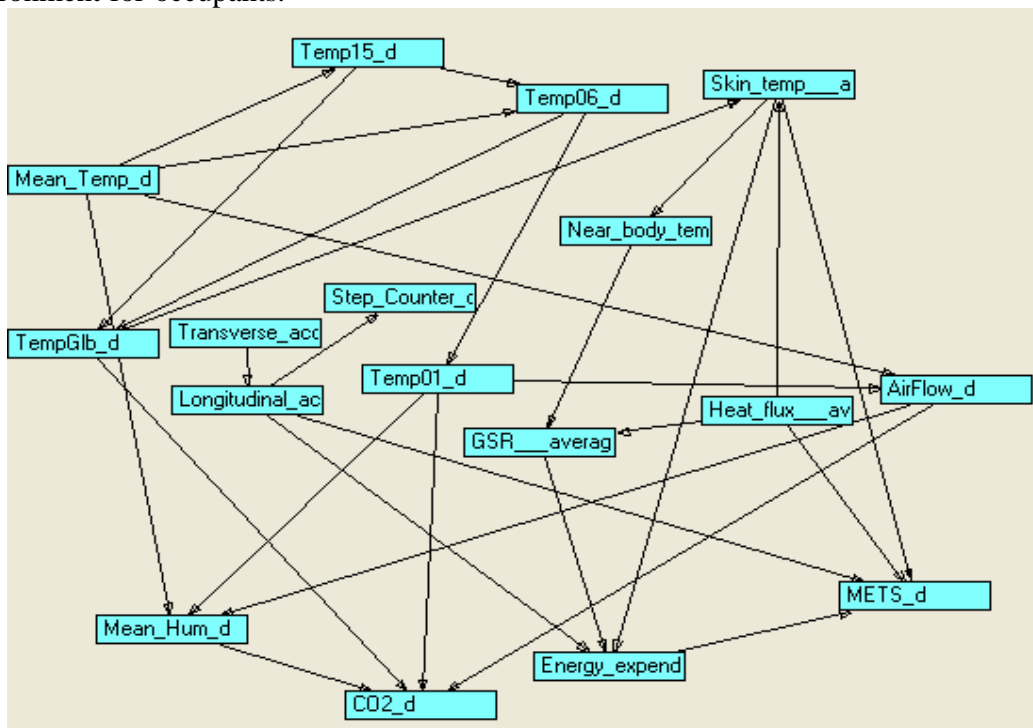 ronment for occupants.
Temp15_d
Skin_temp___a
Temp06_d
Mean_Temp_d
Near_body_tem
Step_Counter_c
Transverse_acc
TempGlb_d
Temp01_d
AirFlow_d
Longitudinal_ac
Heat_flux___av
GSR___averag
METS_d
Mean_Hum_d
Energy_expend
CO2_d